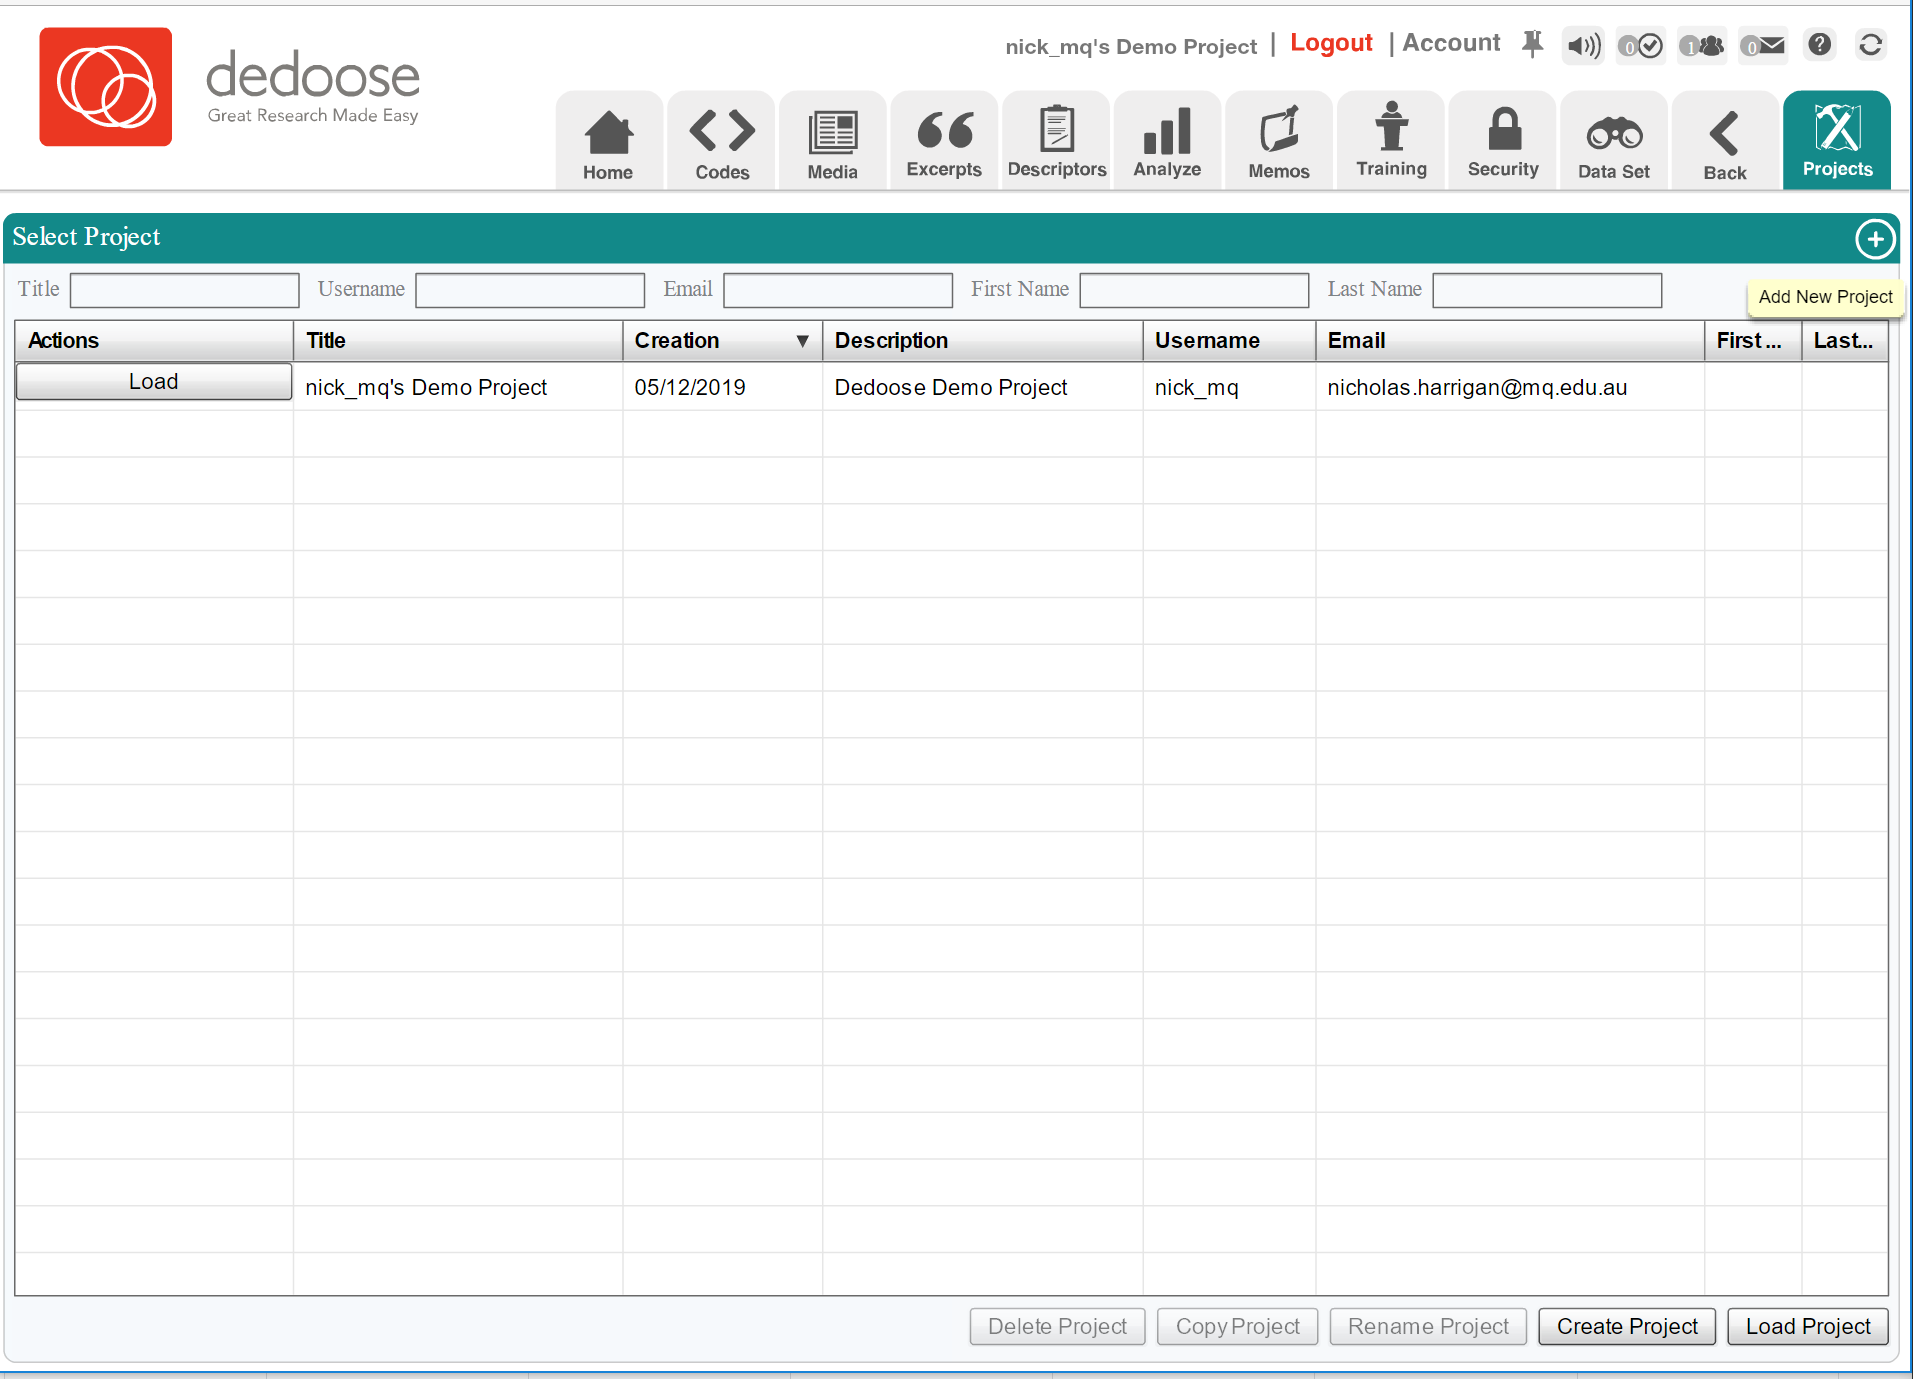 nick_mq's Demo Project | Logout | Account
0
1
0
?
dedoose
Great Research Made Easy
Home
Codes
Media
Excerpts
Descriptors
Analyze
Memos
Training
Security
Data Set
Back
Projects
Select Project
Title
Username
Email
First Name
Last Name
Add New Project
Actions
Title
Creation ▼
Description
Username
Email
First ...
Last...
Load
nick_mq's Demo Project
05/12/2019
Dedoose Demo Project
nick_mq
nicholas.harrigan@mq.edu.au
Delete Project
Copy Project
Rename Project
Create Project
Load Project